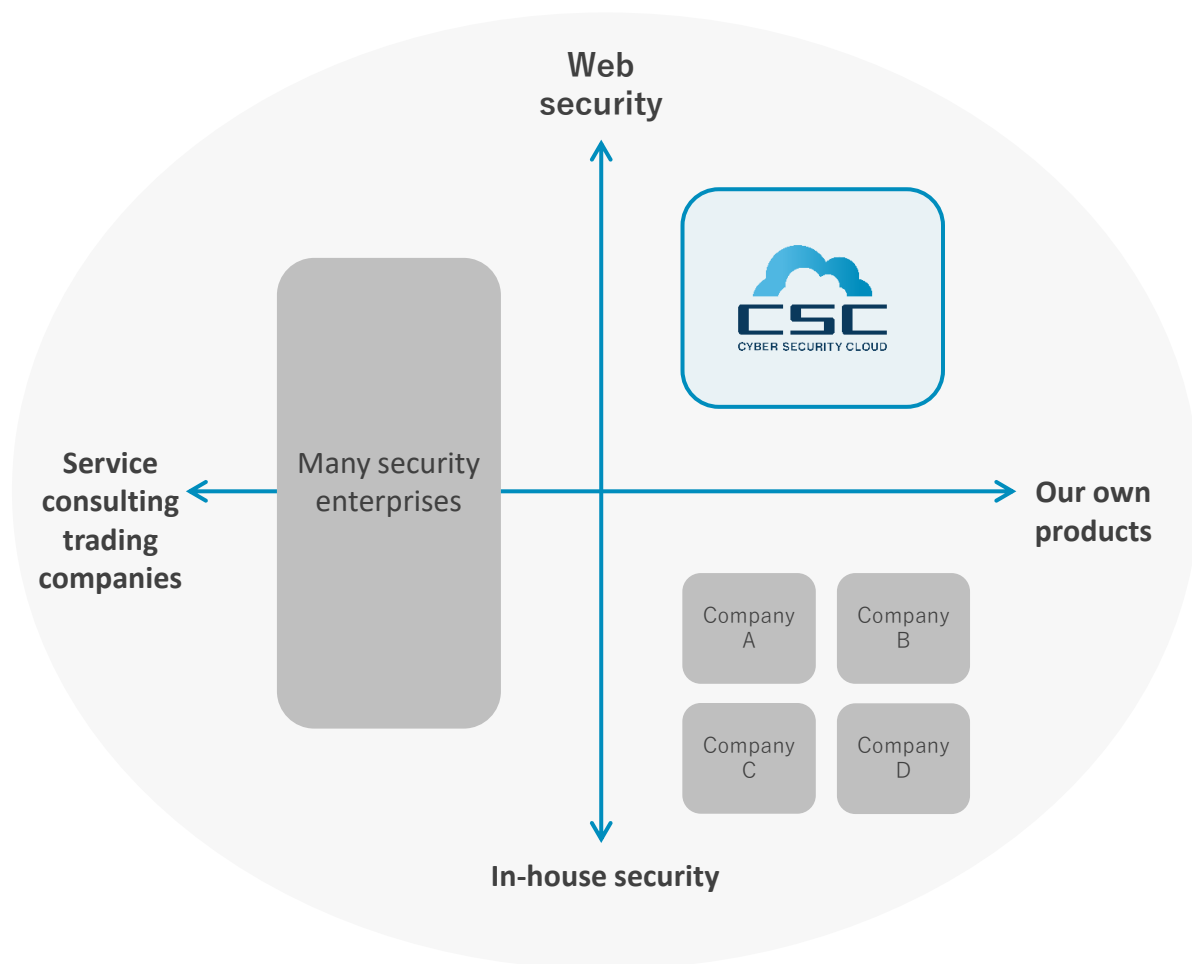 Web
security
CSC
CYBER SECURITY CLOUD
Service
consulting
trading
companies
Many security
enterprises
Our own
products
Company
A
Company
B
Company
C
Company
D
In-house security